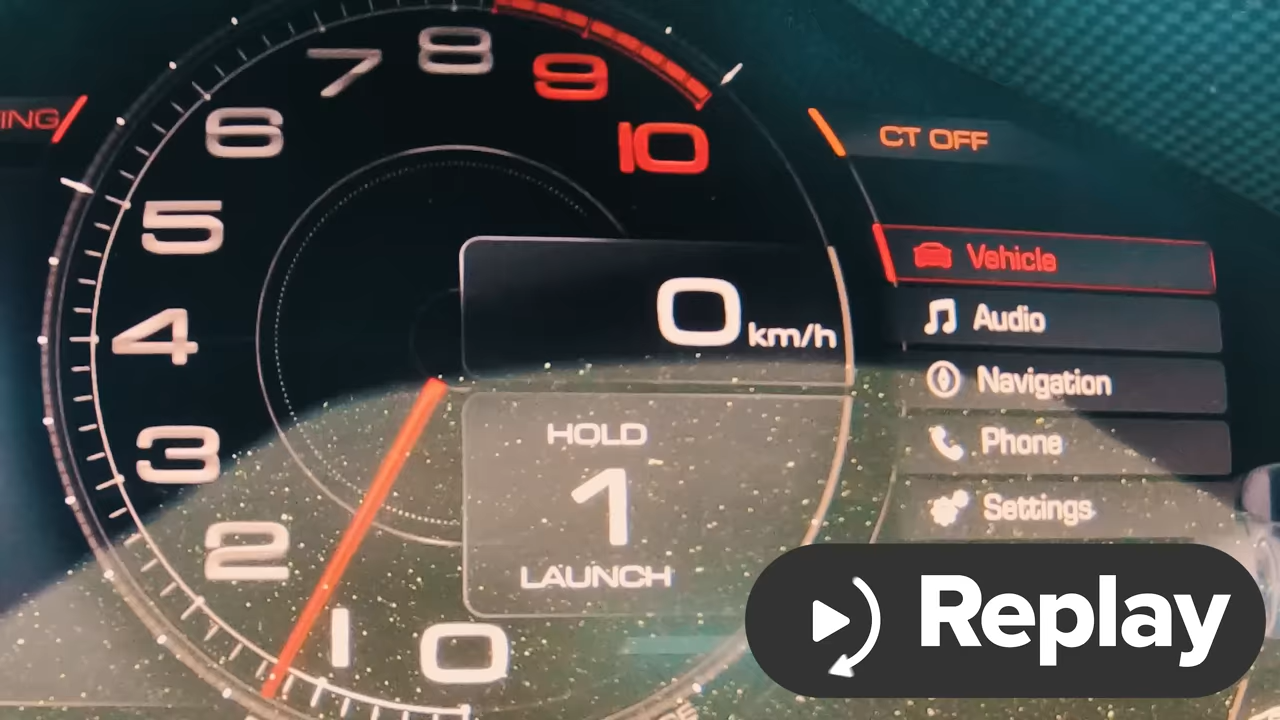 8
7
9
6
10
ING
CT OFF
5
Vehicle
0 km/h
Audio
4
Navigation
HOLD
Phone
3
1
Settings
2
LAUNCH
1
0
Replay